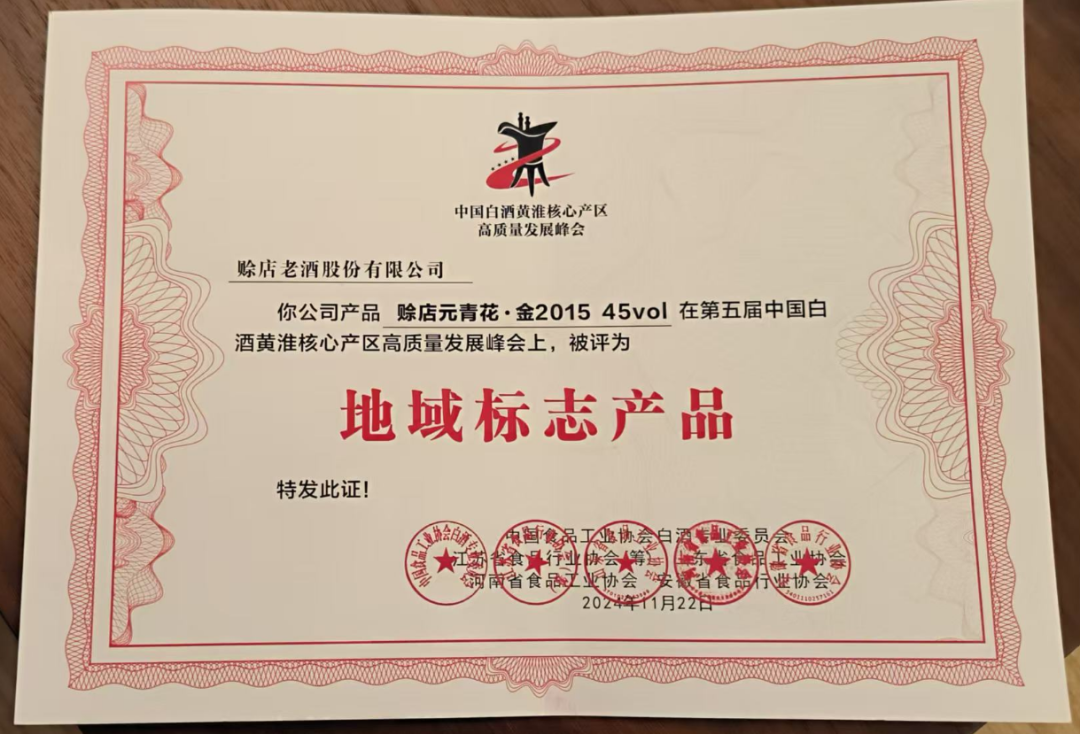 中国白酒黄淮核心产区
高质量发展峰会
赊店老酒股份有限公司
你公司产品 赊店元青花·金2015 45vol 在第五届中国白
酒黄淮核心产区高质量发展峰会上，被评为
地域标志产品
特发此证！
中国食品工业协会白酒专业委员会
江苏省食品行业协会(筹) 山东省食品工业协会
河南省食品工业协会 安徽省食品行业协会
2024年11月22日